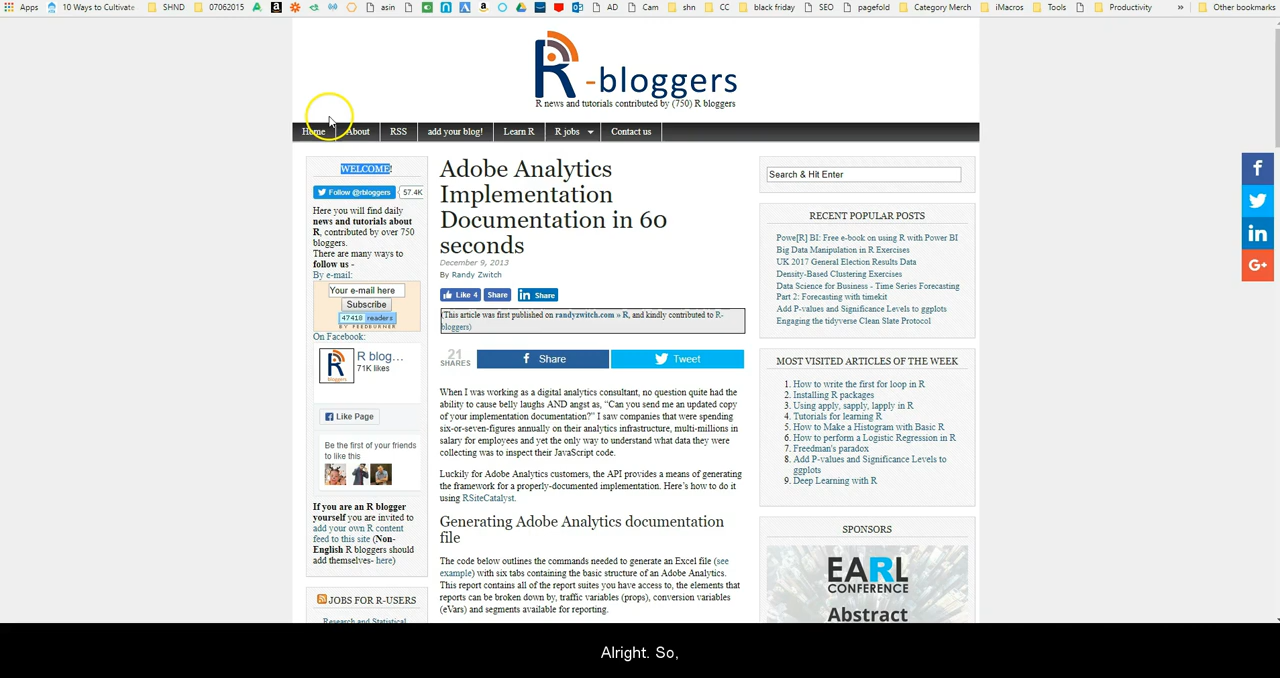 Apps 10 Ways to Cultivate SHND 07062015 asin AD Cam shn CC black friday SEO pagefold Category Merch iMacros Tools Productivity » Other bookmarks
R-bloggers
R news and tutorials contributed by (750) R bloggers
Home About RSS add your blog! Learn R R jobs Contact us
WELCOME!
Follow @rbloggers 57.4K
Here you will find daily
news and tutorials about
R, contributed by over 750
bloggers.
There are many ways to
follow us -
By e-mail:
Your e-mail here
Subscribe
47418 readers
BY FEEDBURNER
On Facebook:
R blog...
71K likes
Like Page
Be the first of your friends
to like this
If you are an R blogger
yourself you are invited to
add your own R content
feed to this site (Non-
English R bloggers should
add themselves- here)
JOBS FOR R-USERS
Research and Statistical
Adobe Analytics
Implementation
Documentation in 60
seconds
December 9, 2013
By Randy Zwitch
Like 4 Share Share
(This article was first published on randyzwitch.com » R, and kindly contributed to R-
bloggers)
21
SHARES
Share Tweet
When I was working as a digital analytics consultant, no question quite had the
ability to cause belly laughs AND angst as, “Can you send me an updated copy
of your implementation documentation?” I saw companies that were spending
six-or-seven-figures annually on their analytics infrastructure, multi-millions in
salary for employees and yet the only way to understand what data they were
collecting was to inspect their JavaScript code.
Luckily for Adobe Analytics customers, the API provides a means of generating
the framework for a properly-documented implementation. Here’s how to do it
using RSiteCatalyst.
Generating Adobe Analytics documentation
file
The code below outlines the commands needed to generate an Excel file (see
example) with six tabs containing the basic structure of an Adobe Analytics.
This report contains all of the report suites you have access to, the elements that
reports can be broken down by, traffic variables (props), conversion variables
(eVars) and segments available for reporting.
Search & Hit Enter
RECENT POPULAR POSTS
Powe[R] BI: Free e-book on using R with Power BI
Big Data Manipulation in R Exercises
UK 2017 General Election Results Data
Density-Based Clustering Exercises
Data Science for Business - Time Series Forecasting
Part 2: Forecasting with timekit
Add P-values and Significance Levels to ggplots
Engaging the tidyverse Clean Slate Protocol
MOST VISITED ARTICLES OF THE WEEK
1. How to write the first for loop in R
2. Installing R packages
3. Using apply, sapply, lapply in R
4. Tutorials for learning R
5. How to Make a Histogram with Basic R
6. How to perform a Logistic Regression in R
7. Freedman's paradox
8. Add P-values and Significance Levels to
ggplots
9. Deep Learning with R
SPONSORS
EARL
CONFERENCE
Abstract
Alright. So,